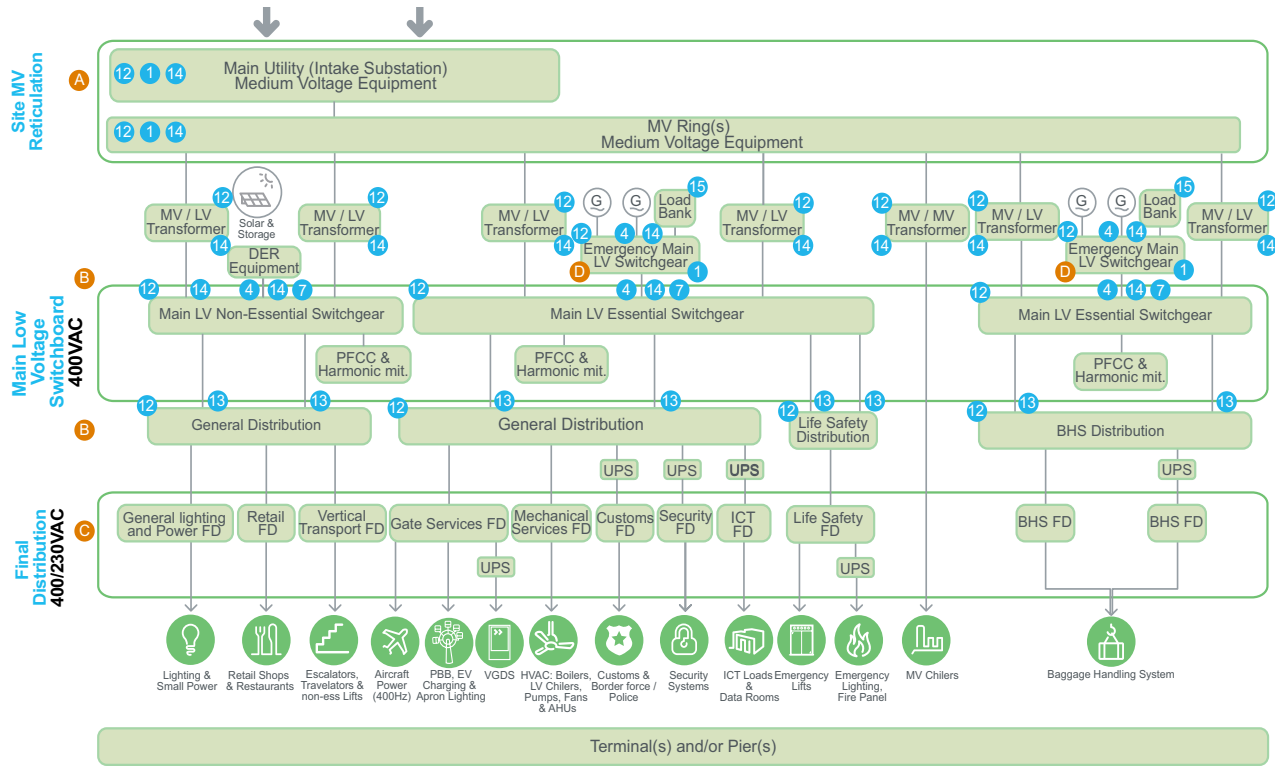 Site MV
Reticulation
A
12 1 14
Main Utility (Intake Substation)
Medium Voltage Equipment
12 1 14
MV Ring(s)
Medium Voltage Equipment
12
MV / LV
Transformer
14
Solar &
Storage
DER
Equipment
12
MV / LV
Transformer
14
12
MV / LV
Transformer
14
G
G
15
Load
Bank
12
4
14
Emergency Main
LV Switchgear
D
1
12
MV / LV
Transformer
14
12
MV / MV
Transformer
14
12
MV / LV
Transformer
14
G
G
15
Load
Bank
12
4
14
Emergency Main
LV Switchgear
D
1
12
MV / LV
Transformer
14
B
Main Low
Voltage
Switchboard
400VAC
12
14
4
14
7
Main LV Non-Essential Switchgear
12
4
14
7
Main LV Essential Switchgear
12
4
14
7
Main LV Essential Switchgear
PFCC &
Harmonic mit.
PFCC &
Harmonic mit.
PFCC &
Harmonic mit.
B
12
13
13
General Distribution
12
13
13
General Distribution
12
13
13
Life Safety
Distribution
12
13
13
BHS Distribution
UPS
UPS
UPS
UPS
Final
Distribution
400/230VAC
C
General lighting
and Power FD
Retail
FD
Vertical
Transport FD
Gate Services FD
Mechanical
Services FD
Customs
FD
Security
FD
ICT
FD
Life Safety
FD
BHS FD
BHS FD
UPS
UPS
Lighting &
Small Power
Retail Shops
& Restaurants
Escalators,
Travelators &
non-ess Lifts
Aircraft
Power
(400Hz)
PBB, EV
Charging &
Apron Lighting
VGDS
HVAC: Boilers,
LV Chilers,
Pumps, Fans
& AHUs
Customs &
Border force /
Police
Security
Systems
ICT Loads
&
Data Rooms
Emergency
Lifts
Emergency
Lighting,
Fire Panel
MV Chilers
Baggage Handling System
Terminal(s) and/or Pier(s)